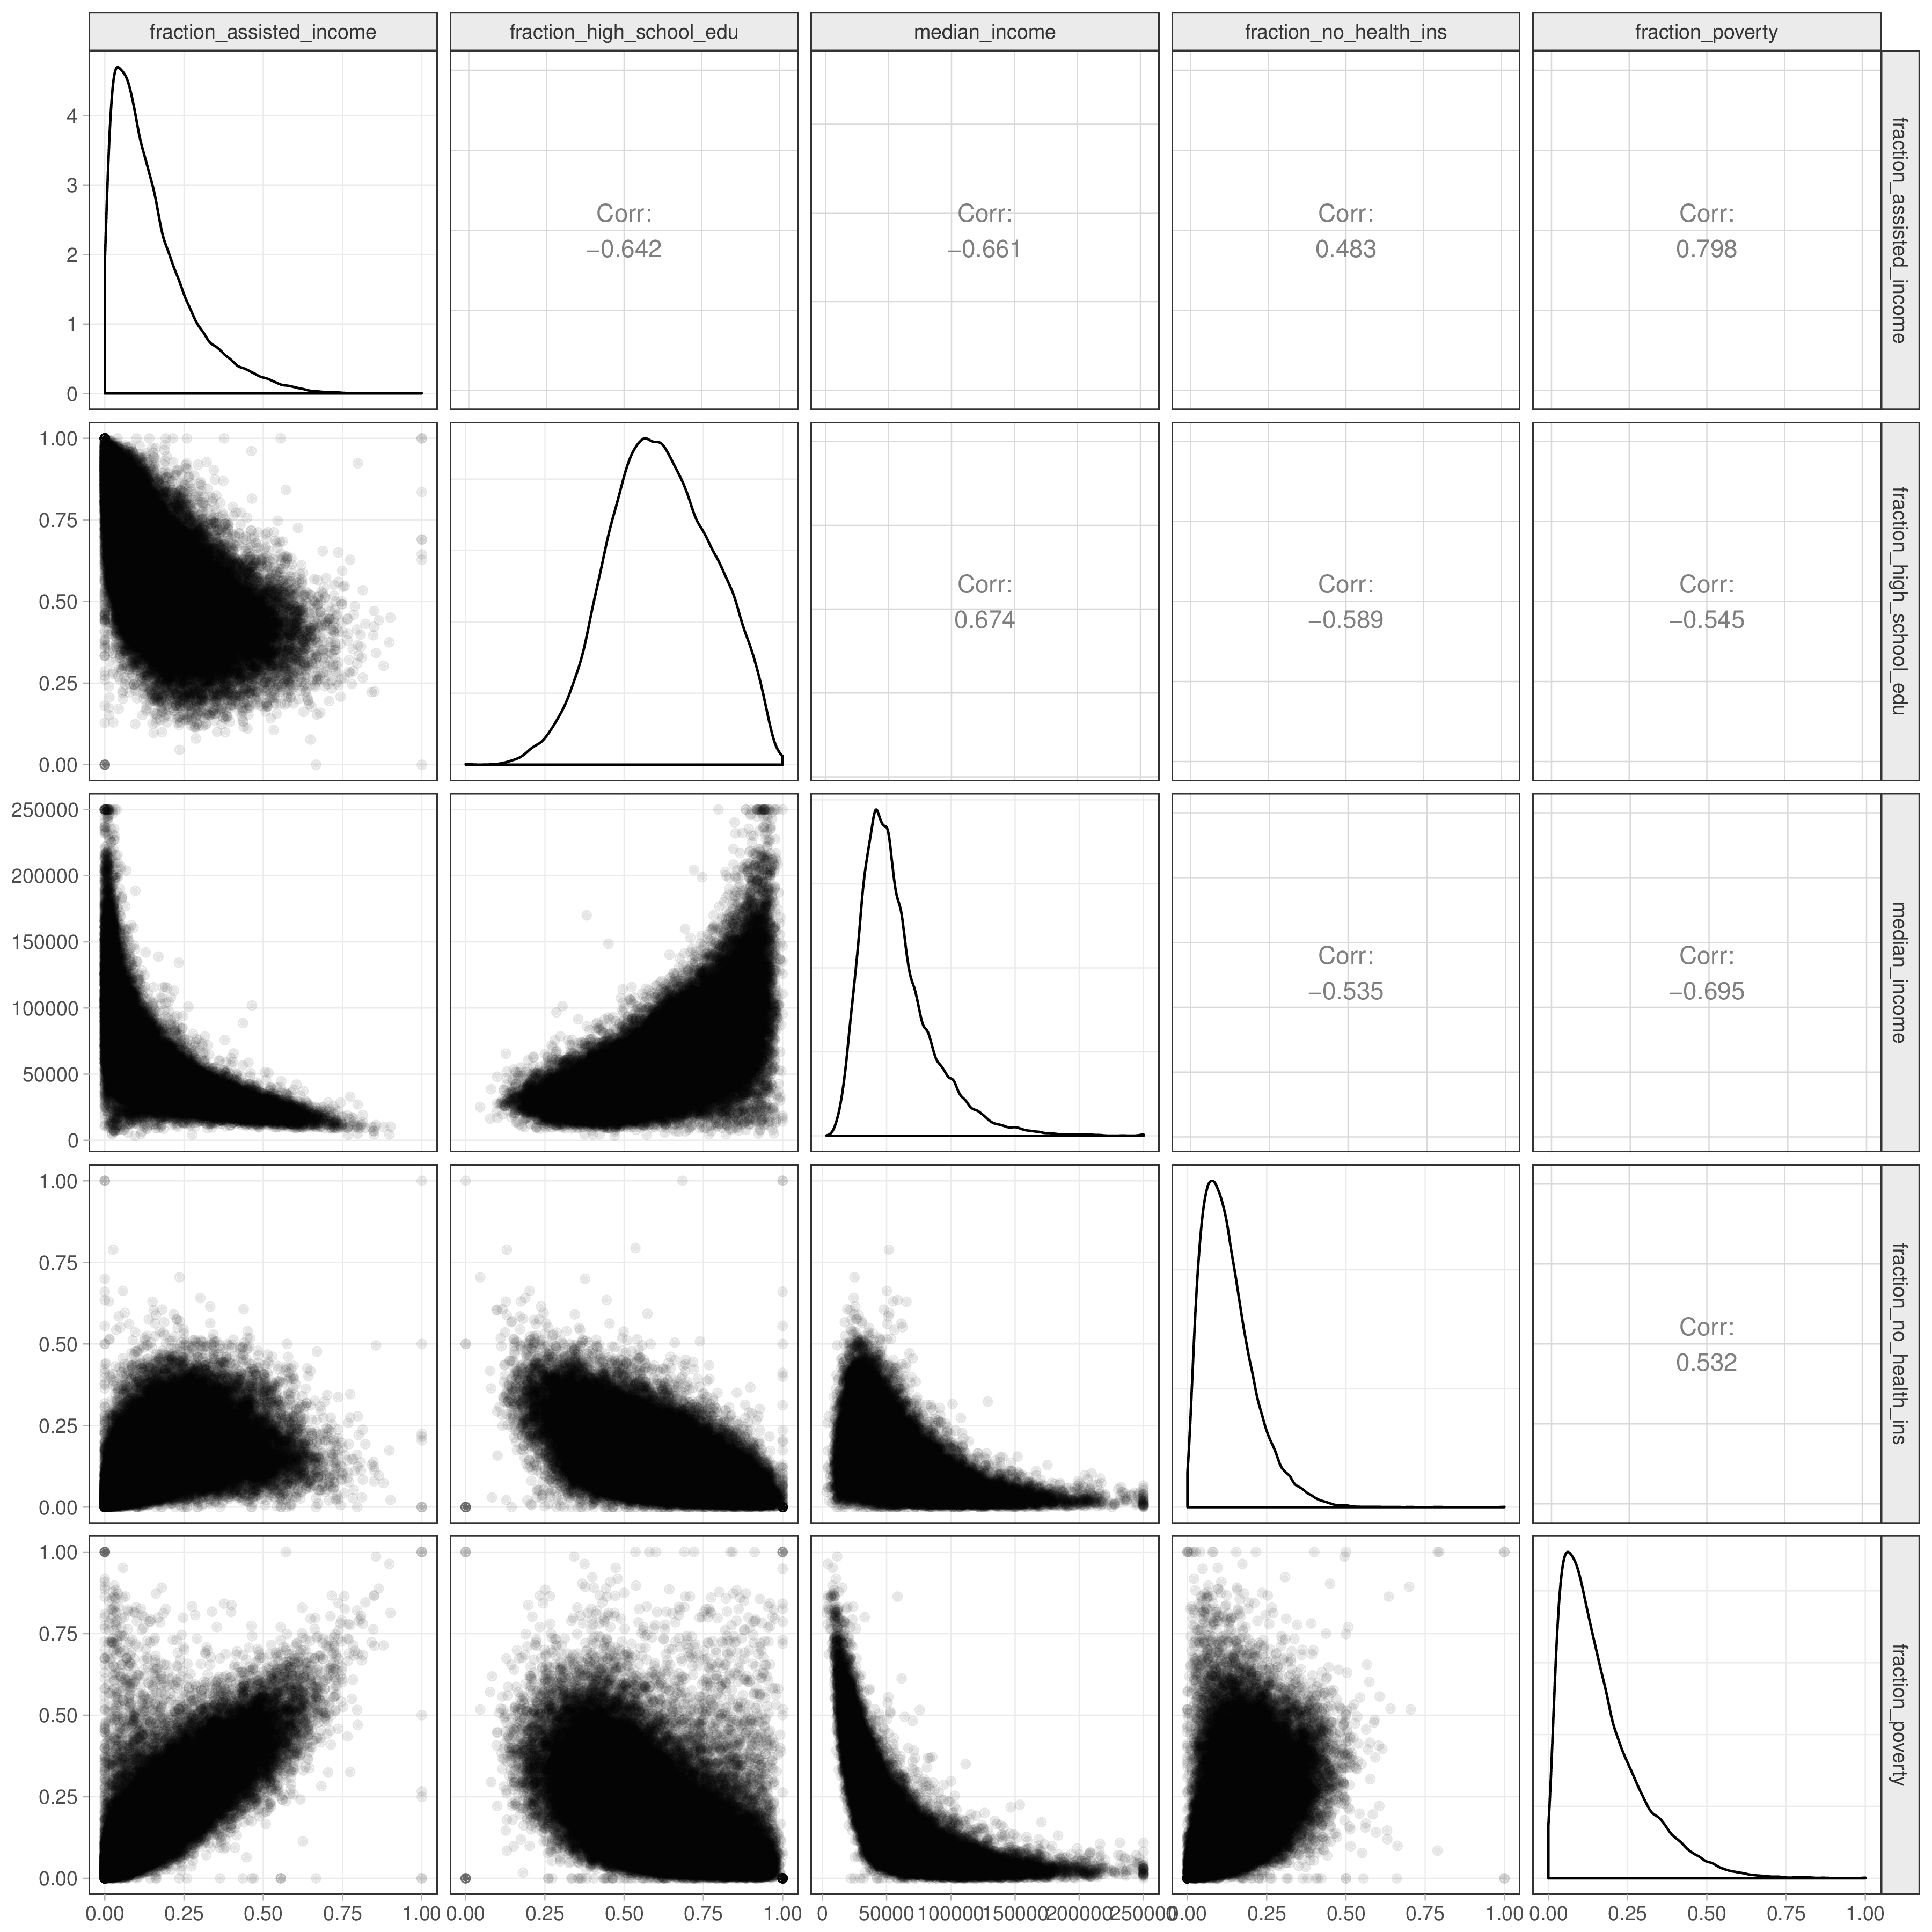 fraction_assisted_income
fraction_high_school_edu
median_income
fraction_no_health_ins
fraction_poverty
4
3
2
1
0
Corr:
−0.642
Corr:
−0.661
Corr:
0.483
Corr:
0.798
fraction_assisted_income
1.00
0.75
0.50
0.25
0.00
Corr:
0.674
Corr:
−0.589
Corr:
−0.545
fraction_high_school_edu
250000
200000
150000
100000
50000
0
Corr:
−0.535
Corr:
−0.695
median_income
1.00
0.75
0.50
0.25
0.00
Corr:
0.532
fraction_no_health_ins
1.00
0.75
0.50
0.25
0.00
fraction_poverty
0.00 0.25 0.50 0.75 1.00
0.00 0.25 0.50 0.75 1.00
0 50000 100000 150000 200000 250000
0.00 0.25 0.50 0.75 1.00
0.00 0.25 0.50 0.75 1.00